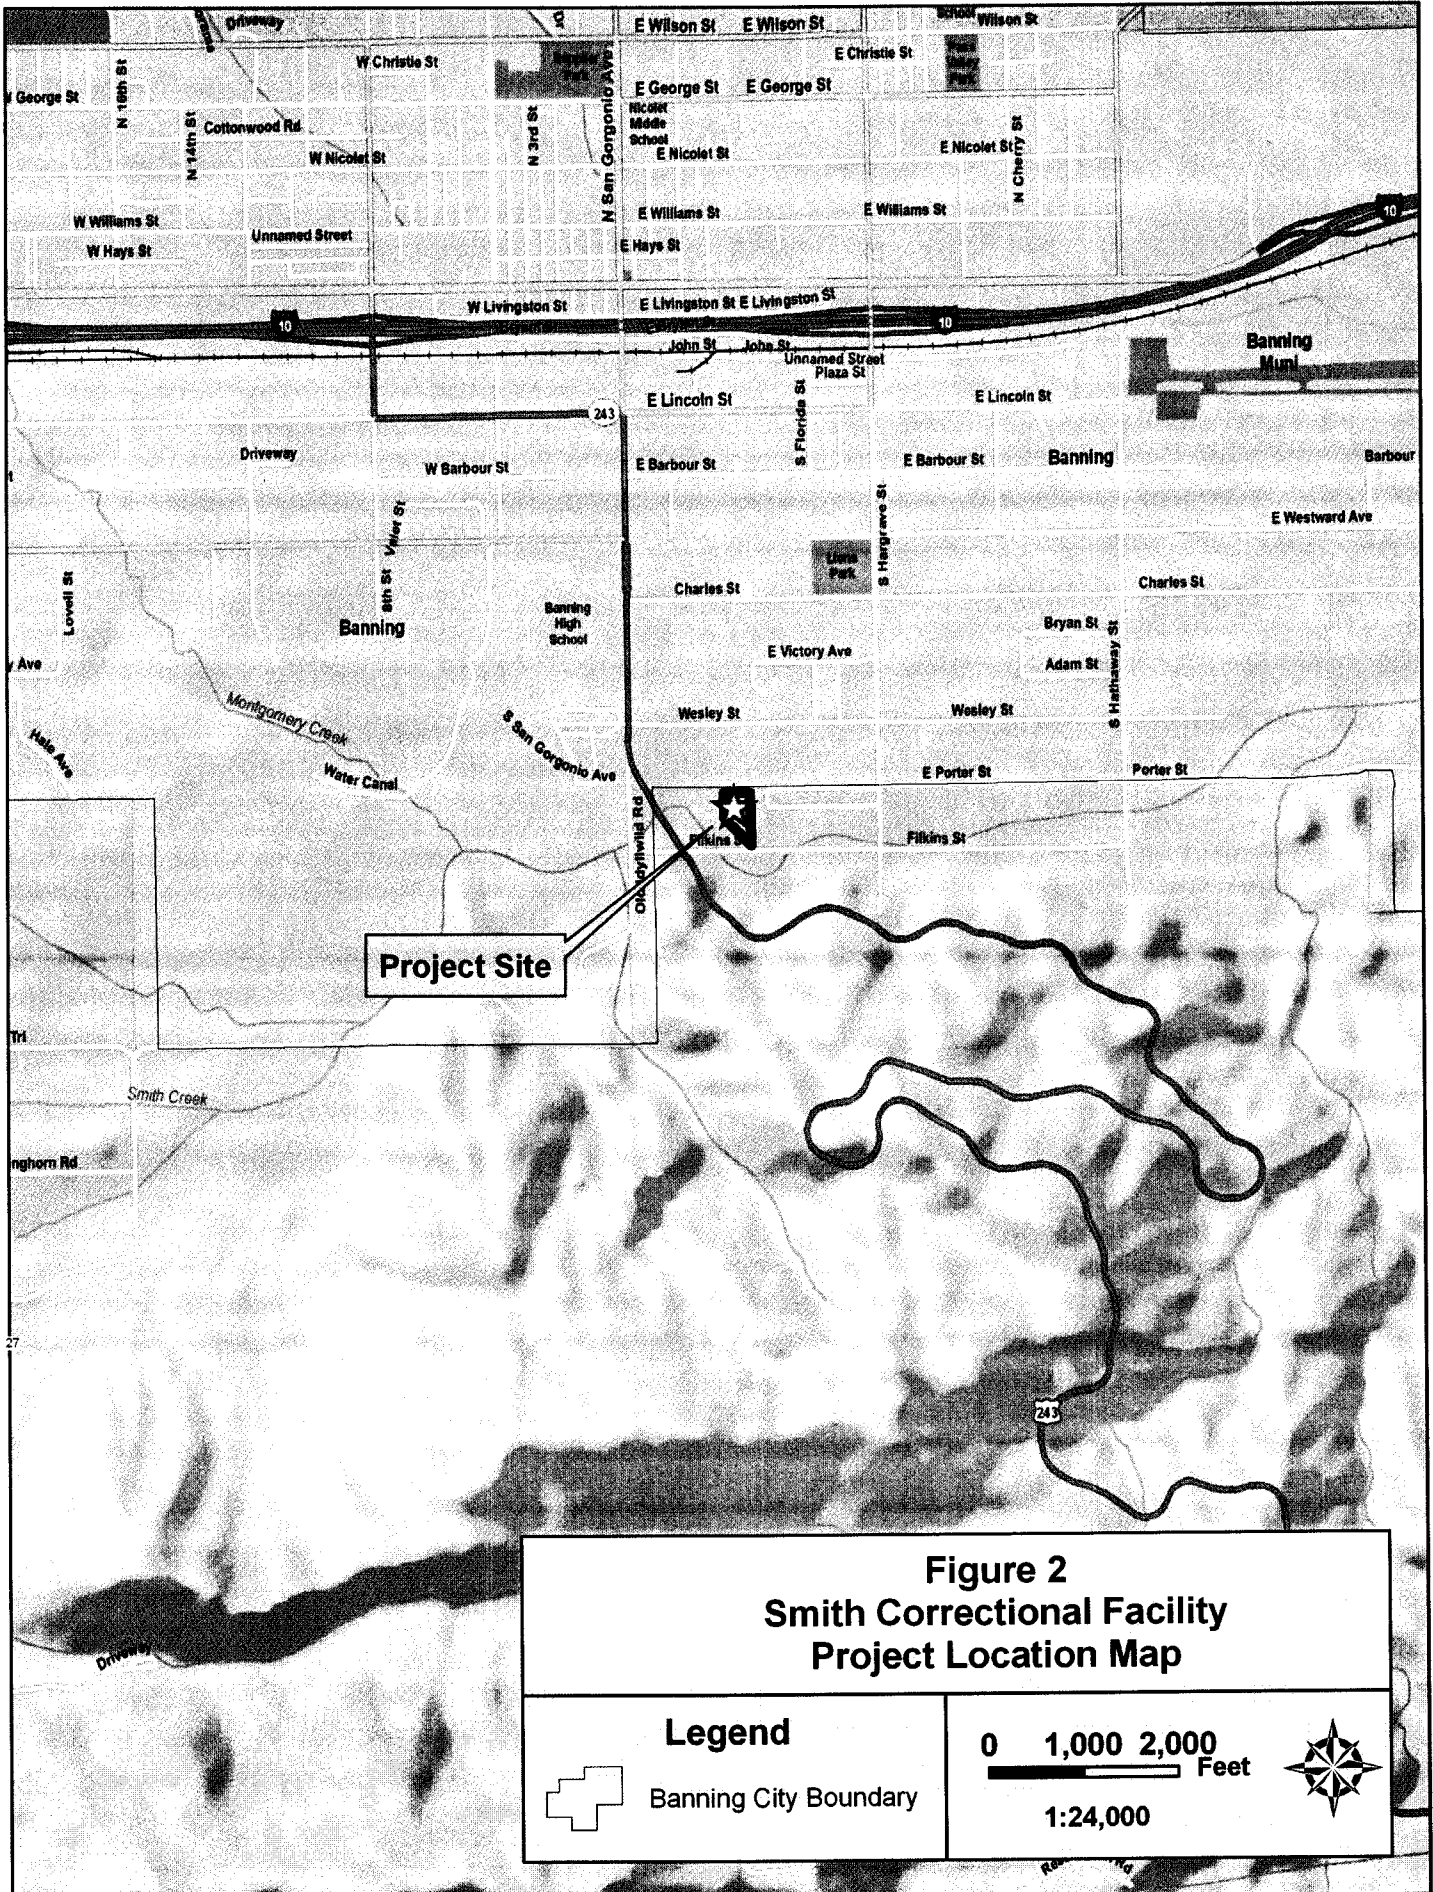 Driveway
E Wilson St
E Wilson St
School
Wilson St
W Christie St
E Christie St
Park
N 16th St
W George St
E George St
E George St
N 14th St
Cottonwood Rd
N 3rd St
N San Gorgonio Ave
Nicolet
Middle
School
W Nicolet St
E Nicolet St
E Nicolet St
N Cherry St
W Williams St
E Williams St
E Williams St
10
Unnamed Street
W Hays St
E Hays St
W Livingston St
E Livingston St
E Livingston St
10
10
John St
John St
Unnamed Street
Plaza St
Banning
Muni
243
E Lincoln St
E Lincoln St
S Florida St
Driveway
W Barbour St
E Barbour St
E Barbour St
Banning
Barbour
S Hargrave St
E Westward Ave
Lions
Park
Lovell St
8th St
Charles St
Charles St
Banning
High
School
Banning
Bryan St
E Victory Ave
Adam St
S Hathaway St
y Ave
Montgomery Creek
Wesley St
Wesley St
S San Gorgonio Ave
Hale Ave
Water Canal
E Porter St
Porter St
Old Idyllwild Rd
Filkins St
Filkins St
Project Site
Tri
Smith Creek
nghorn Rd
27
243
Driveway
Figure 2
Smith Correctional Facility
Project Location Map
Legend
Banning City Boundary
0 1,000 2,000
Feet
1:24,000